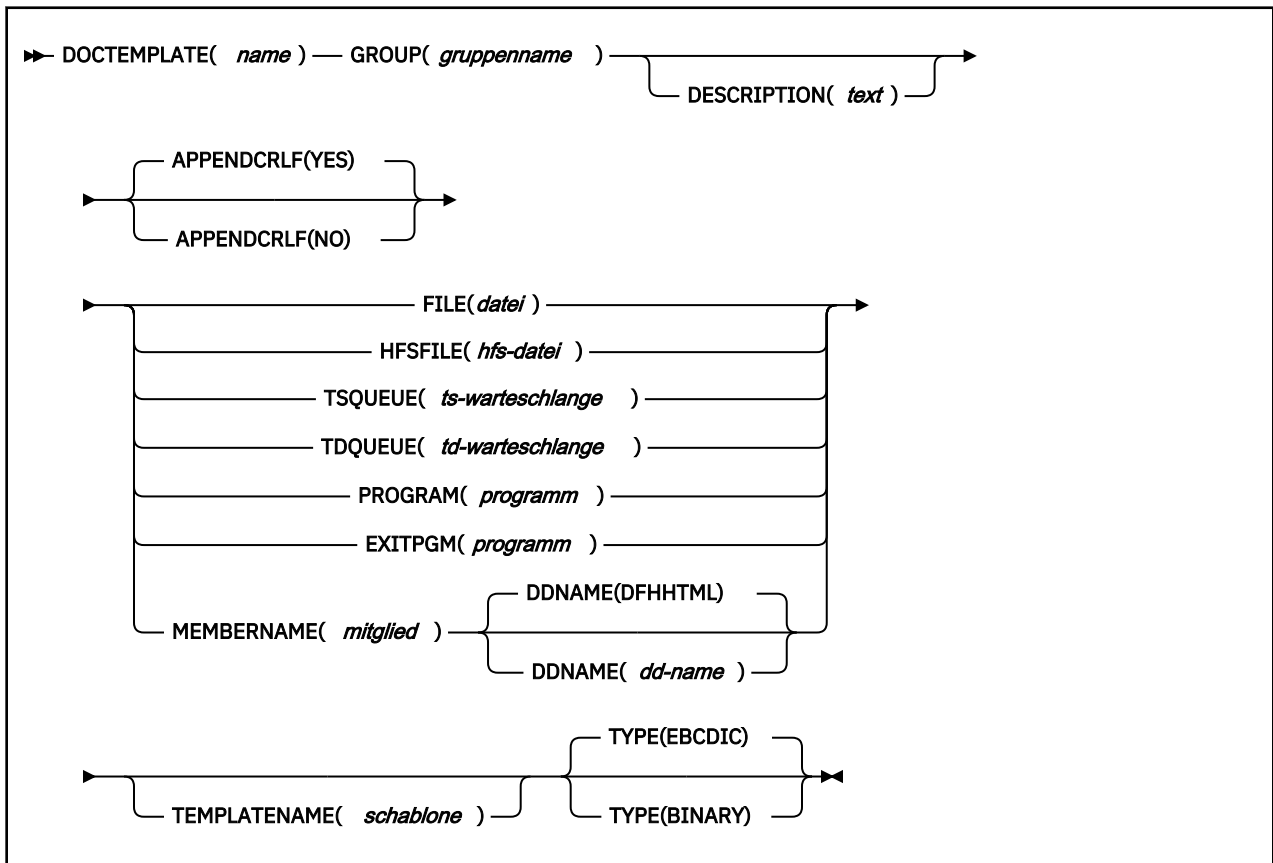 DOCTEMPLATE( name ) GROUP( gruppenname )
DESCRIPTION( text )
APPENDCRLF(YES)
APPENDCRLF(NO)
FILE(datei )
HFSFILE( hfs-datei )
TSQUEUE( ts-warteschlange )
TDQUEUE( td-warteschlange )
PROGRAM( programm )
EXITPGM( programm )
DDNAME(DFHHTML)
MEMBERNAME( mitglied )
DDNAME( dd-name )
TYPE(EBCDIC)
TEMPLATENAME( schablone ) TYPE(BINARY)